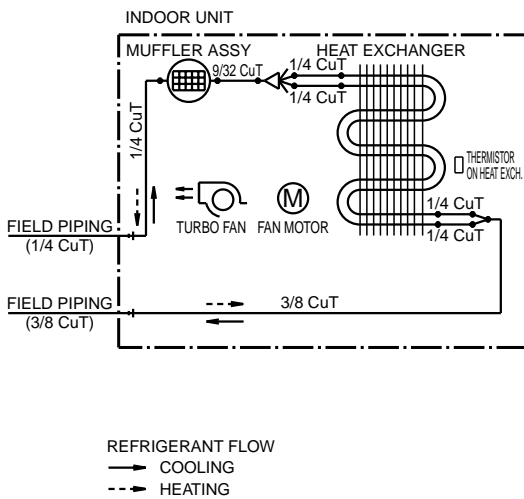 INDOOR UNIT
MUFFLER ASSY
HEAT EXCHANGER
9/32 CuT
1/4 CuT
1/4 CuT
1/4 CuT
THERMISTOR
ON HEAT EXCH.
M
TURBO FAN
FAN MOTOR
1/4 CuT
1/4 CuT
FIELD PIPING
(1/4 CuT)
FIELD PIPING
(3/8 CuT)
3/8 CuT
REFRIGERANT FLOW
COOLING
HEATING